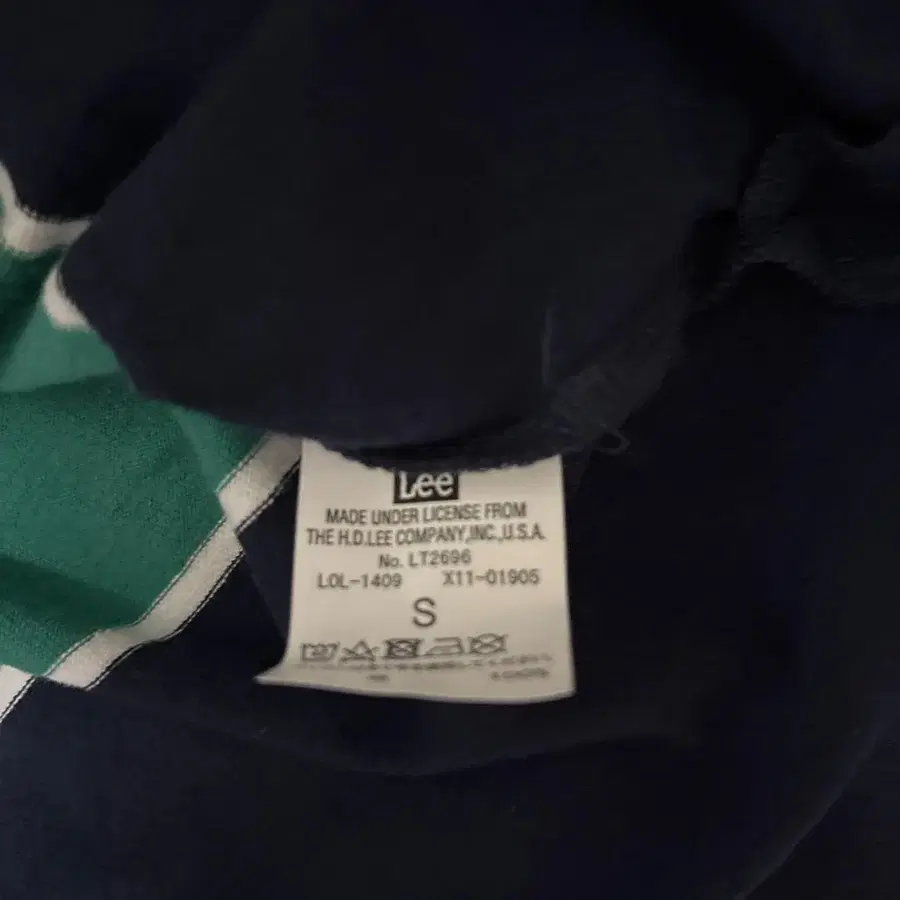 Lee
MADE UNDER LICENSE FROM
THE H.D.LEE COMPANY,INC.,U.S.A.
No. LT2696
LOL-1409 X11-01905
S